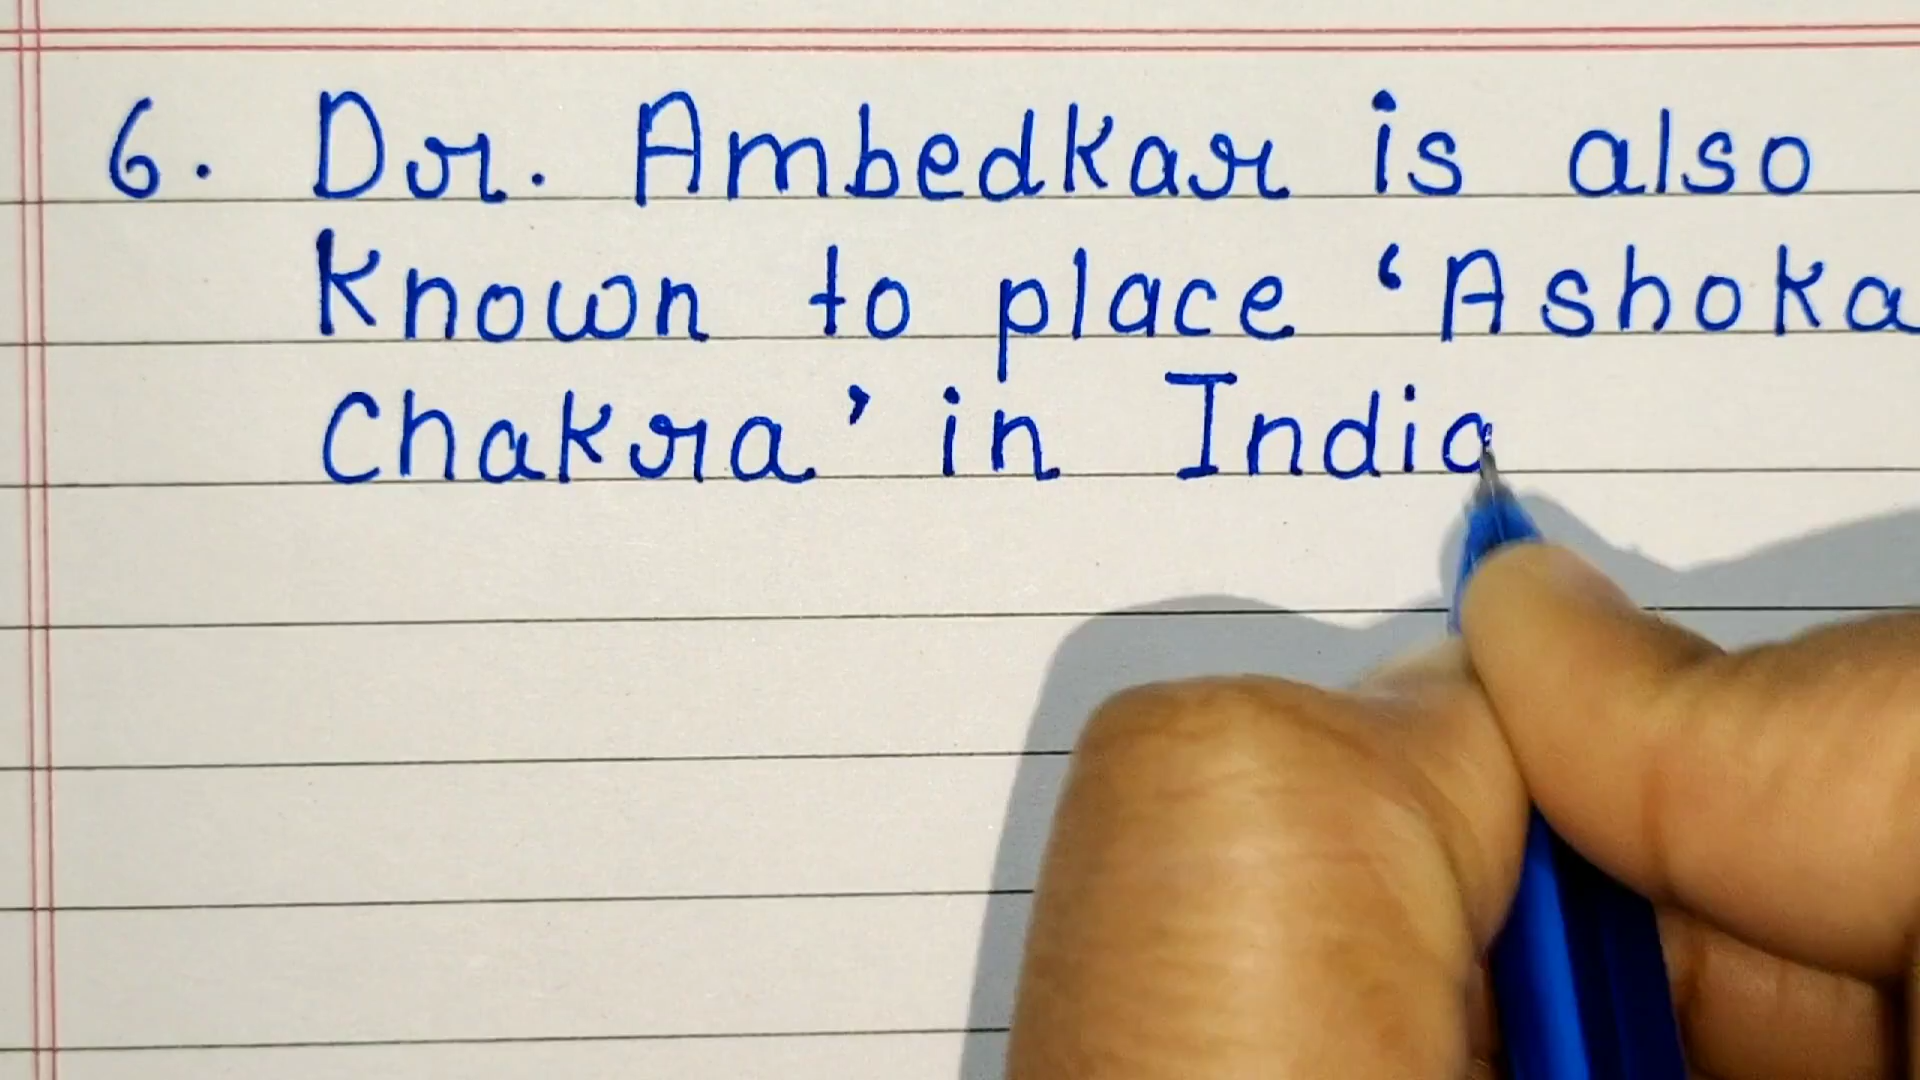 6. Dr. Ambedkar is also
known to place ‘Ashoka
Chakra’ in India